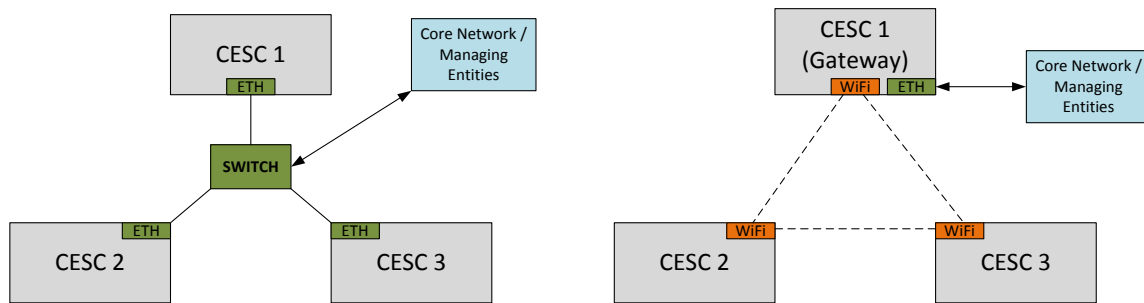 CESC 1
ETH
Core Network /
Managing
Entities
SWITCH
ETH
CESC 2
ETH
CESC 3
CESC 1
(Gateway)
WiFi
ETH
Core Network /
Managing
Entities
WiFi
CESC 2
WiFi
CESC 3